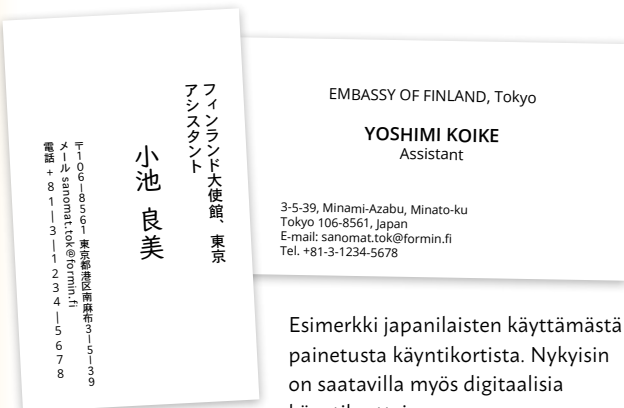 フィンランド大使館、東京
アシスタント
小池 良美
〒106―8561 東京都港区南麻布3―5―39
メール sanomat.tok@formin.fi
電話 +81―3―1234―5678
EMBASSY OF FINLAND, Tokyo
YOSHIMI KOIKE
Assistant
3-5-39, Minami-Azabu, Minato-ku
Tokyo 106-8561, Japan
E-mail: sanomat.tok@formin.fi
Tel. +81-3-1234-5678
Esimerkki japanilaisten käyttämästä
painetusta käyntikortista. Nykyisin
on saatavilla myös digitaalisia